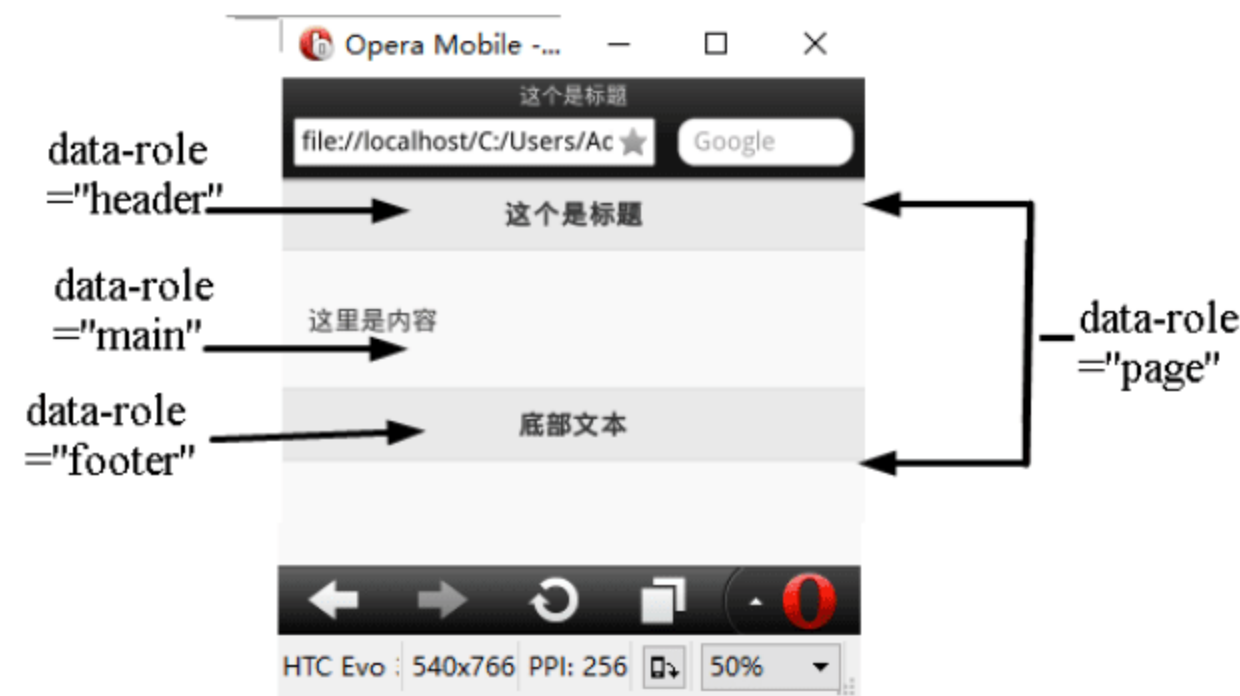 Opera Mobile -...
这个是标题
file://localhost/C:/Users/Ac
Google
data-role
="header"
这个是标题
data-role
="main"
这里是内容
data-role
="page"
data-role
="footer"
底部文本
HTC Evo 540x766 PPI: 256 50%